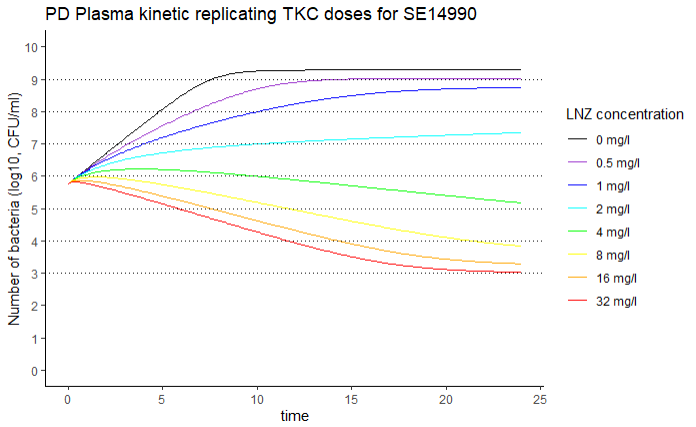 PD Plasma kinetic replicating TKC doses for SE14990
Number of bacteria (log10, CFU/ml)
10
9
8
7
6
5
4
3
2
1
0
0 5 10 15 20 25
time
LNZ concentration
0 mg/l
0.5 mg/l
1 mg/l
2 mg/l
4 mg/l
8 mg/l
16 mg/l
32 mg/l